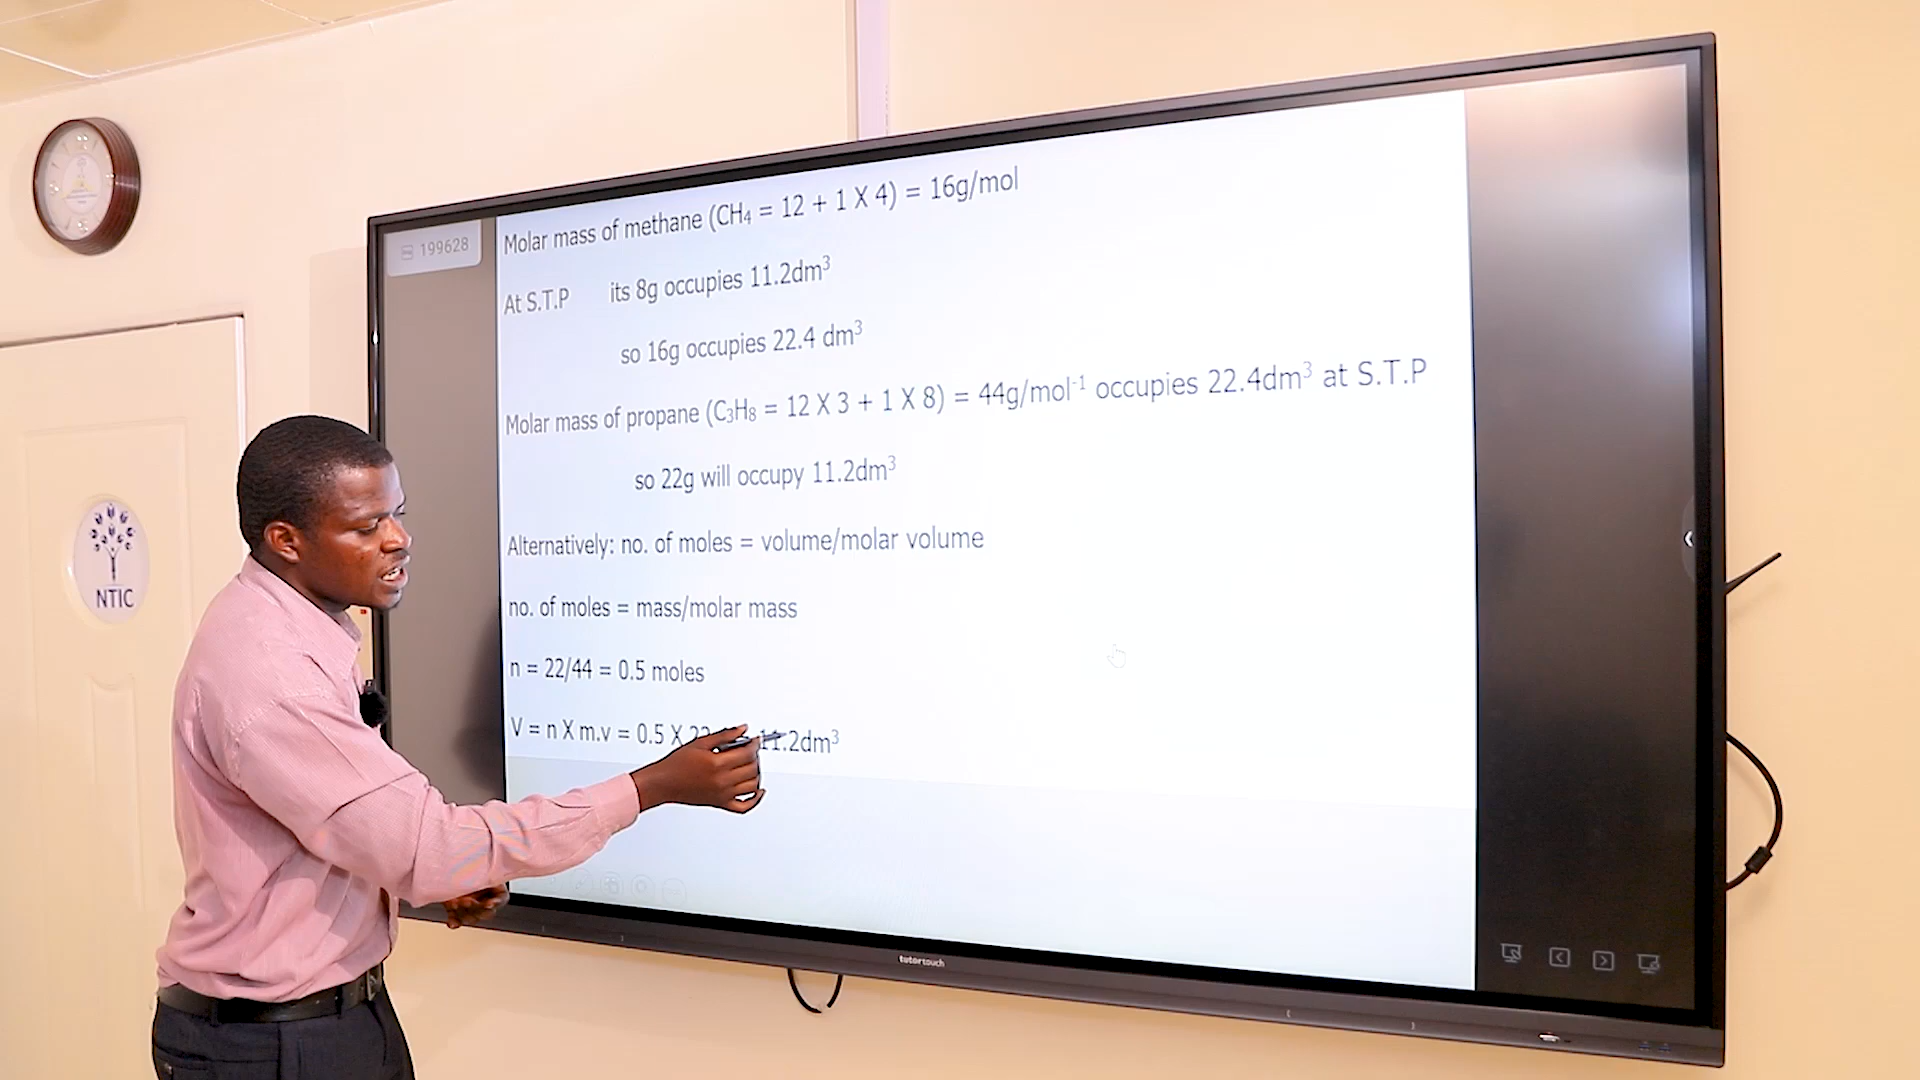 199628
Molar mass of methane (CH₄ = 12 + 1 X 4) = 16g/mol
At S.T.P its 8g occupies 11.2dm³
so 16g occupies 22.4 dm³
Molar mass of propane (C₃H₈ = 12 X 3 + 1 X 8) = 44g/mol⁻¹ occupies 22.4dm³ at S.T.P
so 22g will occupy 11.2dm³
Alternatively: no. of moles = volume/molar volume
no. of moles = mass/molar mass
n = 22/44 = 0.5 moles
V = n X m.v = 0.5 X 11.2dm³
NTIC
tutortouch